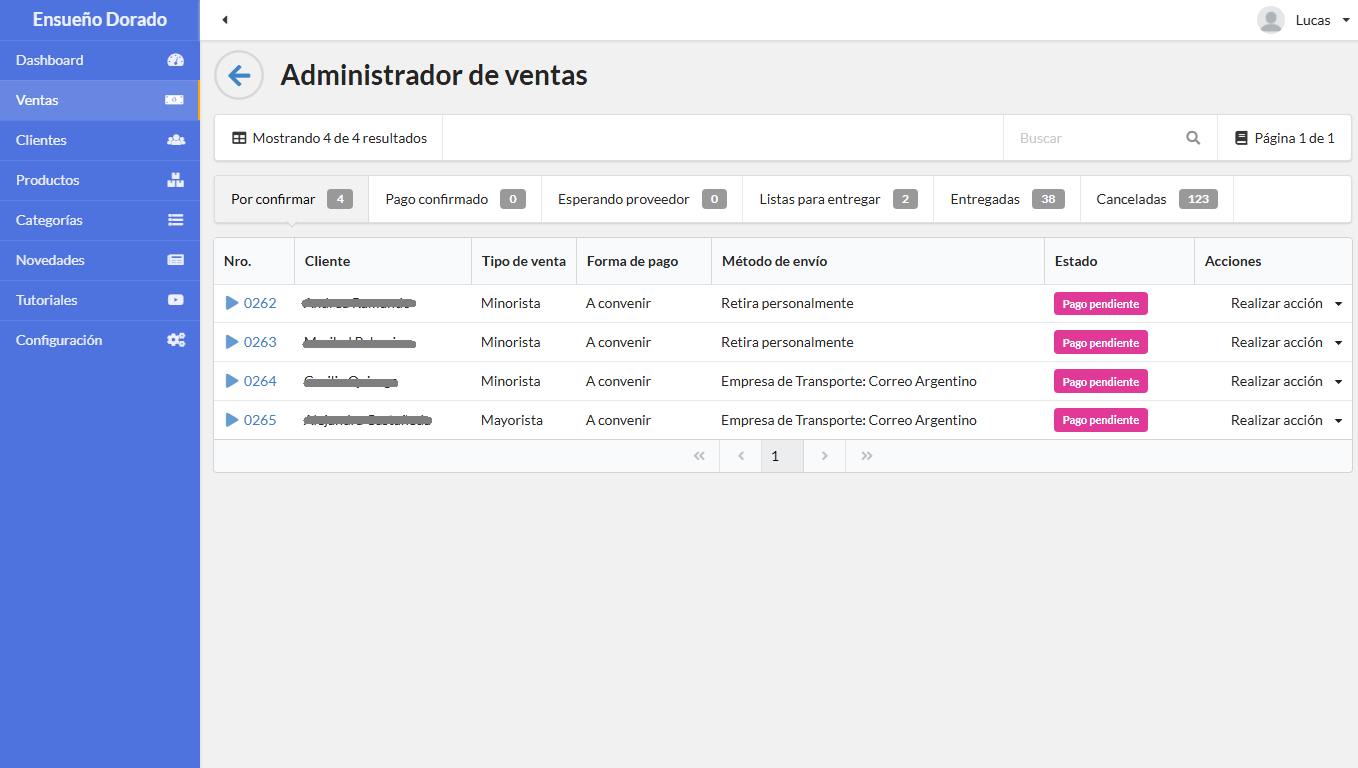 Ensueño Dorado
Lucas
Dashboard
Ventas
Clientes
Productos
Categorías
Novedades
Tutoriales
Configuración
Administrador de ventas
Mostrando 4 de 4 resultados Buscar Página 1 de 1
Por confirmar 4 Pago confirmado 0 Esperando proveedor 0 Listas para entregar 2 Entregadas 38 Canceladas 123
Nro. Cliente Tipo de venta Forma de pago Método de envío Estado Acciones
0262 Minorista A convenir Retira personalmente Pago pendiente Realizar acción
0263 Minorista A convenir Retira personalmente Pago pendiente Realizar acción
0264 Minorista A convenir Empresa de Transporte: Correo Argentino Pago pendiente Realizar acción
0265 Mayorista A convenir Empresa de Transporte: Correo Argentino Pago pendiente Realizar acción
1